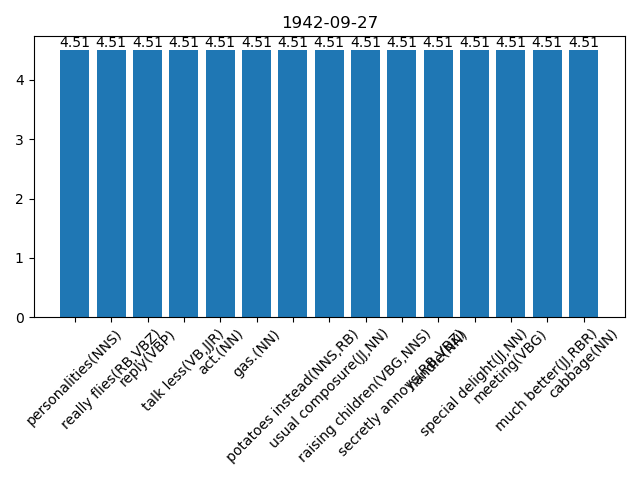 1942-09-27
4.51 4.51 4.51 4.51 4.51 4.51 4.51 4.51 4.51 4.51 4.51 4.51 4.51 4.51 4.51
4
3
2
1
0
personalities(NNS)
really flies(RB,VBZ)
reply(VBP)
talk less(VB,JJR)
act.(NN)
gas.(NN)
potatoes instead(NNS,RB)
usual composure(JJ,NN)
raising children(VBG,NNS)
secretly annoys(RB,VBZ)
special delight(JJ,NN)
meeting(VBG)
much better(JJ,RBR)
cabbage(NN)